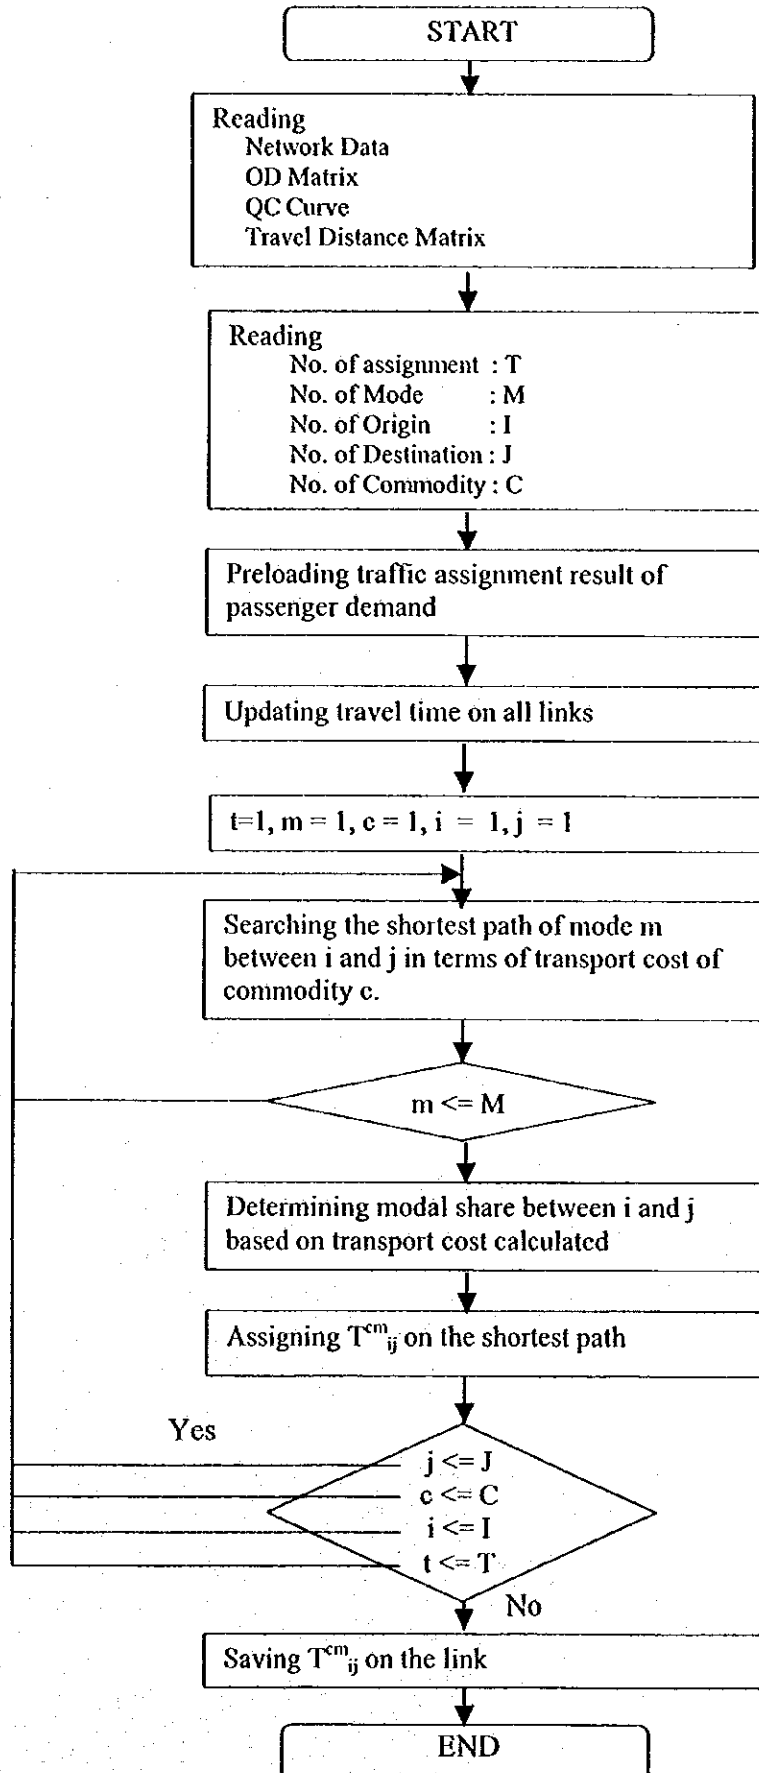 START
Reading
Network Data
OD Matrix
QC Curve
Travel Distance Matrix
Reading
No. of assignment : T
No. of Mode : M
No. of Origin : I
No. of Destination : J
No. of Commodity : C
Preloading traffic assignment result of
passenger demand
Updating travel time on all links
t=1, m = 1, c = 1, i = 1, j = 1
Searching the shortest path of mode m
between i and j in terms of transport cost of
commodity c.
m <= M
Determining modal share between i and j
based on transport cost calculated
Assigning T^cm_ij on the shortest path
Yes
j <= J
c <= C
i <= I
t <= T
No
Saving T^cm_ij on the link
END